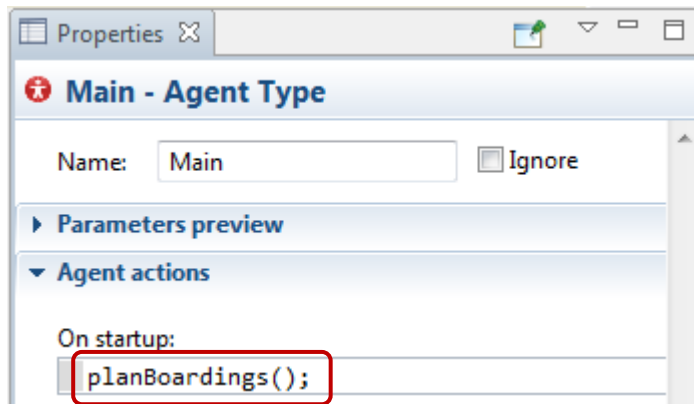 Properties
Main - Agent Type
Name: Main Ignore
Parameters preview
Agent actions
On startup:
planBoardings();